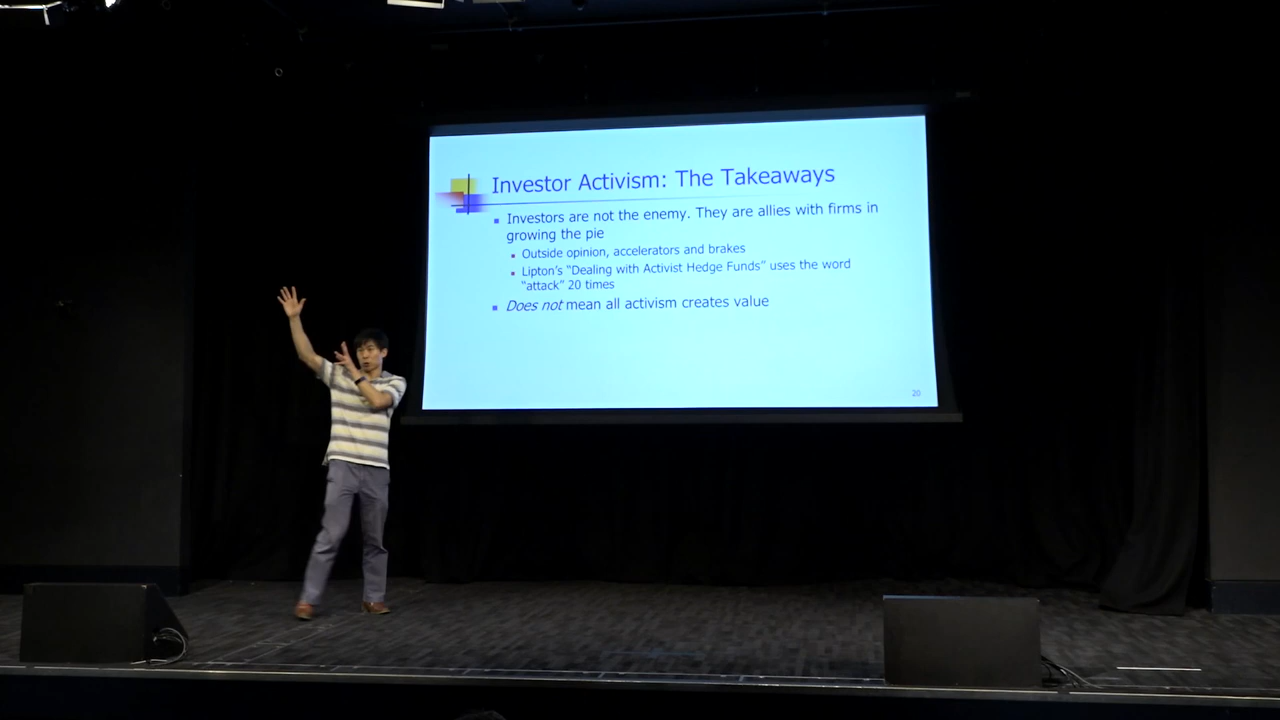 Investor Activism: The Takeaways
Investors are not the enemy. They are allies with firms in
growing the pie
Outside opinion, accelerators and brakes
Lipton's "Dealing with Activist Hedge Funds" uses the word
"attack" 20 times
Does not mean all activism creates value
20